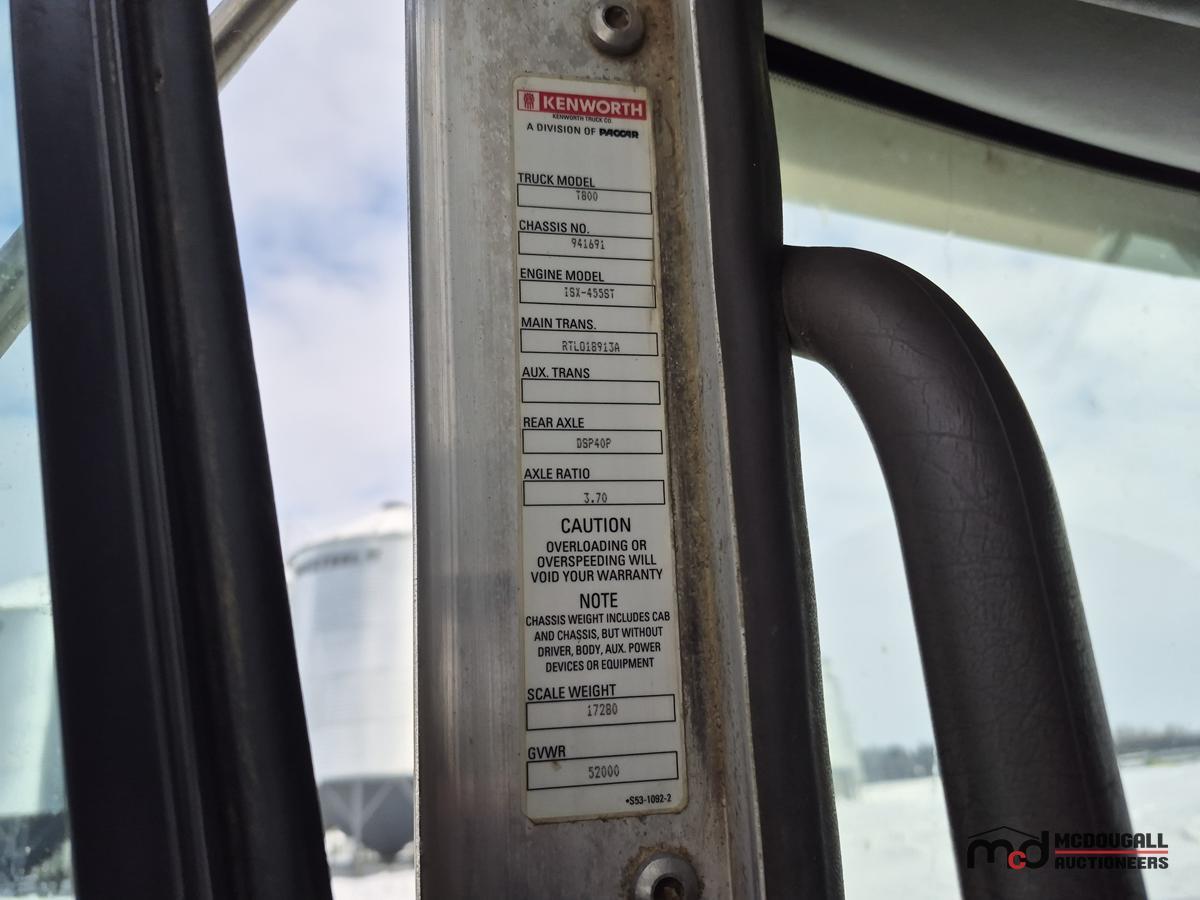 KENWORTH
KENWORTH TRUCK CO.
A DIVISION OF PACCAR
TRUCK MODEL
T800
CHASSIS NO.
941691
ENGINE MODEL
ISX-455ST
MAIN TRANS.
RTLO18913A
AUX. TRANS
REAR AXLE
DSP40P
AXLE RATIO
3.70
CAUTION
OVERLOADING OR
OVERSPEEDING WILL
VOID YOUR WARRANTY
NOTE
CHASSIS WEIGHT INCLUDES CAB
AND CHASSIS, BUT WITHOUT
DRIVER, BODY, AUX. POWER
DEVICES OR EQUIPMENT
SCALE WEIGHT
17280
GVWR
52000
•S53-1092-2
mcd MCDOUGALL
AUCTIONEERS